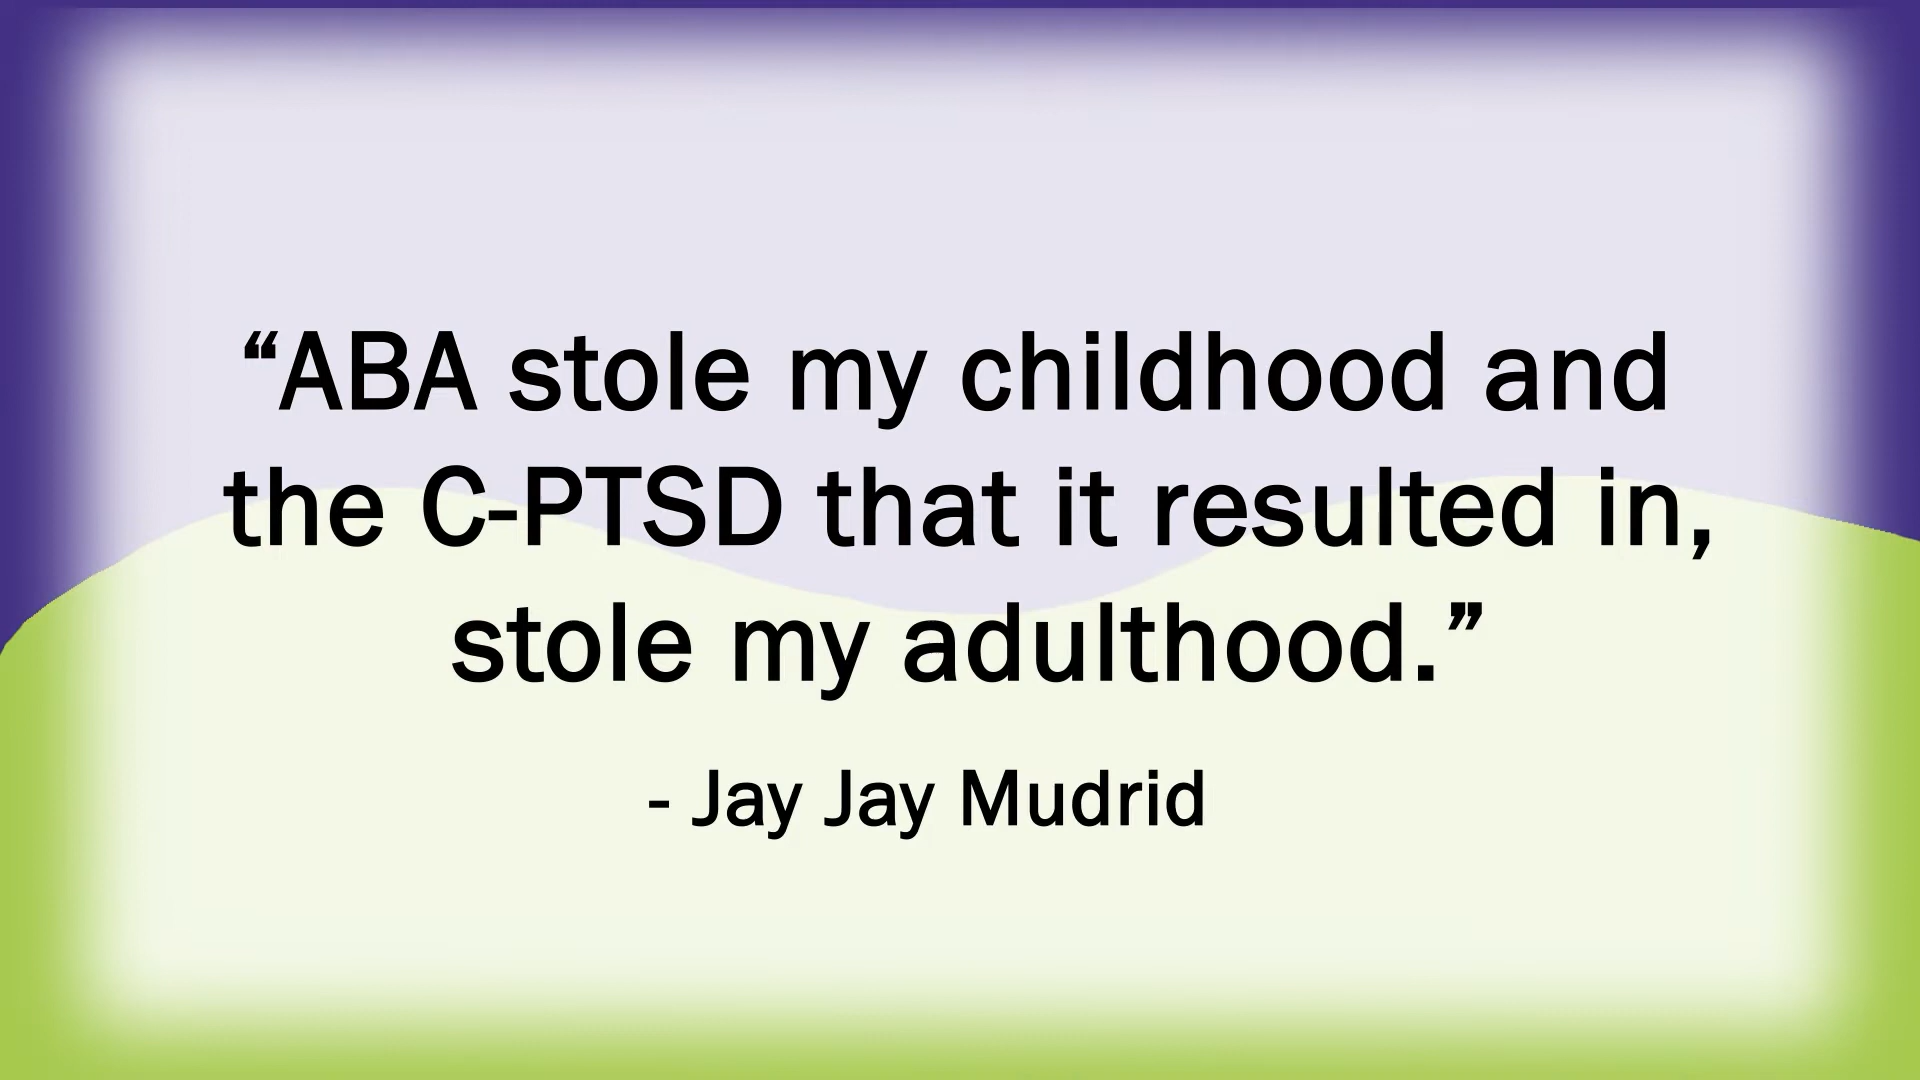 “ABA stole my childhood and
the C-PTSD that it resulted in,
stole my adulthood.”
- Jay Jay Mudrid